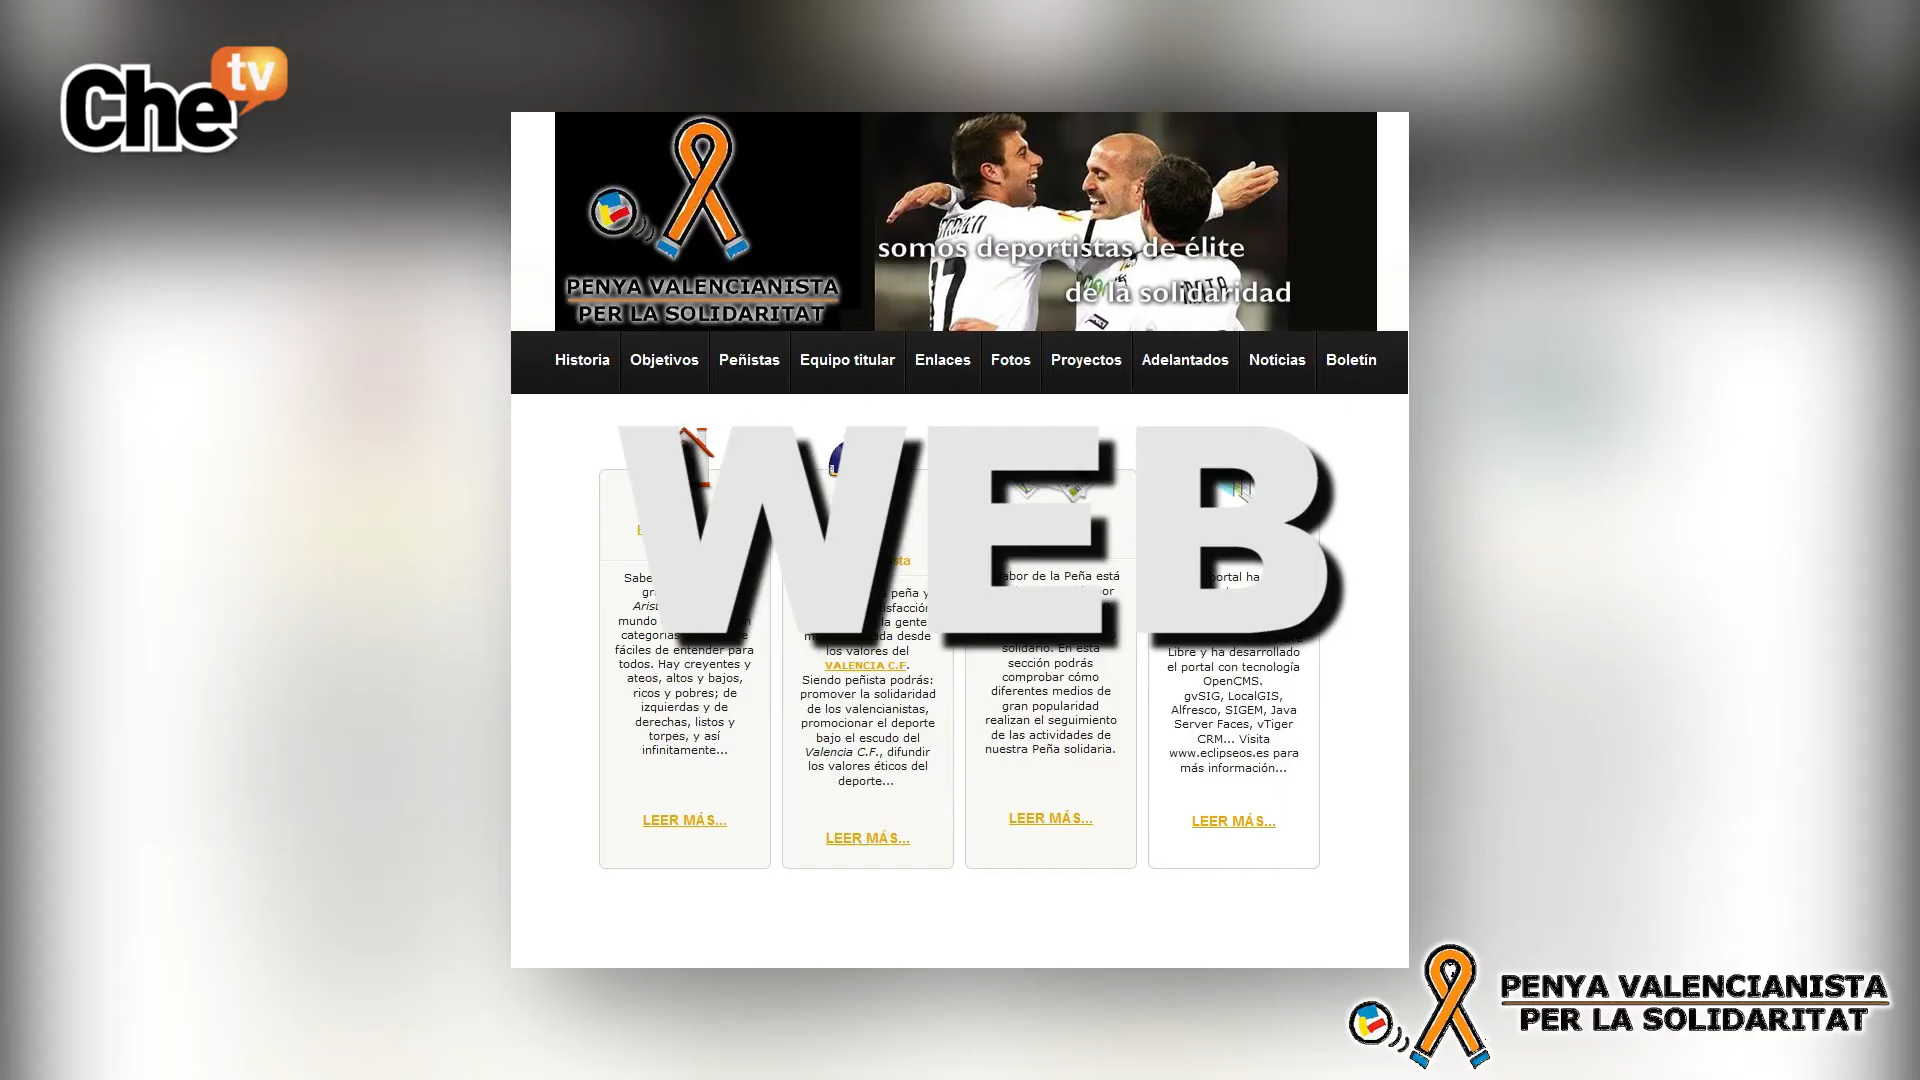 Che tv
PENYA VALENCIANISTA
PER LA SOLIDARITAT
somos deportistas de élite
de la solidaridad
Historia Objetivos Peñistas Equipo titular Enlaces Fotos Proyectos Adelantados Noticias Boletín
WEB
mundo
categorías
fáciles de entender para
todos. Hay creyentes y
ateos, altos y bajos,
ricos y pobres; de
izquierdas y de
derechas, listos y
torpes, y así
infinitamente...
LEER MÁS...
peña y
la gente
desde
los valores del
VALENCIA C.F.
Siendo peñista podrás:
promover la solidaridad
de los valencianistas,
promocionar el deporte
bajo el escudo del
Valencia C.F., difundir
los valores éticos del
deporte...
LEER MÁS...
de la Peña está
solidario. En esta
sección podrás
comprobar cómo
diferentes medios de
gran popularidad
realizan el seguimiento
de las actividades de
nuestra Peña solidaria.
LEER MÁS...
portal ha
Libre y ha desarrollado
el portal con tecnología
OpenCMS.
gvSIG, LocalGIS,
Alfresco, SIGEM, Java
Server Faces, vTiger
CRM... Visita
www.eclipseos.es para
más información...
LEER MÁS...
PENYA VALENCIANISTA
PER LA SOLIDARITAT